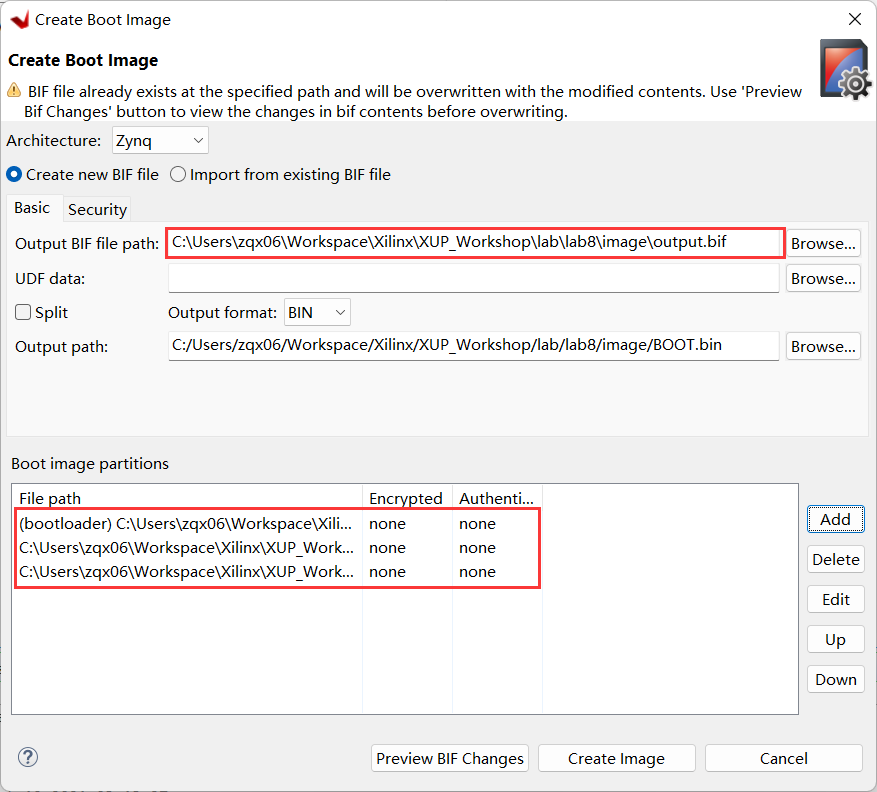 Create Boot Image
Create Boot Image
BIF file already exists at the specified path and will be overwritten with the modified contents. Use 'Preview
Bif Changes' button to view the changes in bif contents before overwriting.
Architecture: Zynq
Create new BIF file Import from existing BIF file
Basic Security
Output BIF file path: C:\Users\zqx06\Workspace\Xilinx\XUP_Workshop\lab\lab8\image\output.bif Browse...
UDF data: Browse...
Split Output format: BIN
Output path: C:/Users/zqx06/Workspace/Xilinx/XUP_Workshop/lab/lab8/image/BOOT.bin Browse...
Boot image partitions
File path Encrypted Authenti...
(bootloader) C:\Users\zqx06\Workspace\Xili... none none
C:\Users\zqx06\Workspace\Xilinx\XUP_Work... none none
C:\Users\zqx06\Workspace\Xilinx\XUP_Work... none none
Add
Delete
Edit
Up
Down
? Preview BIF Changes Create Image Cancel